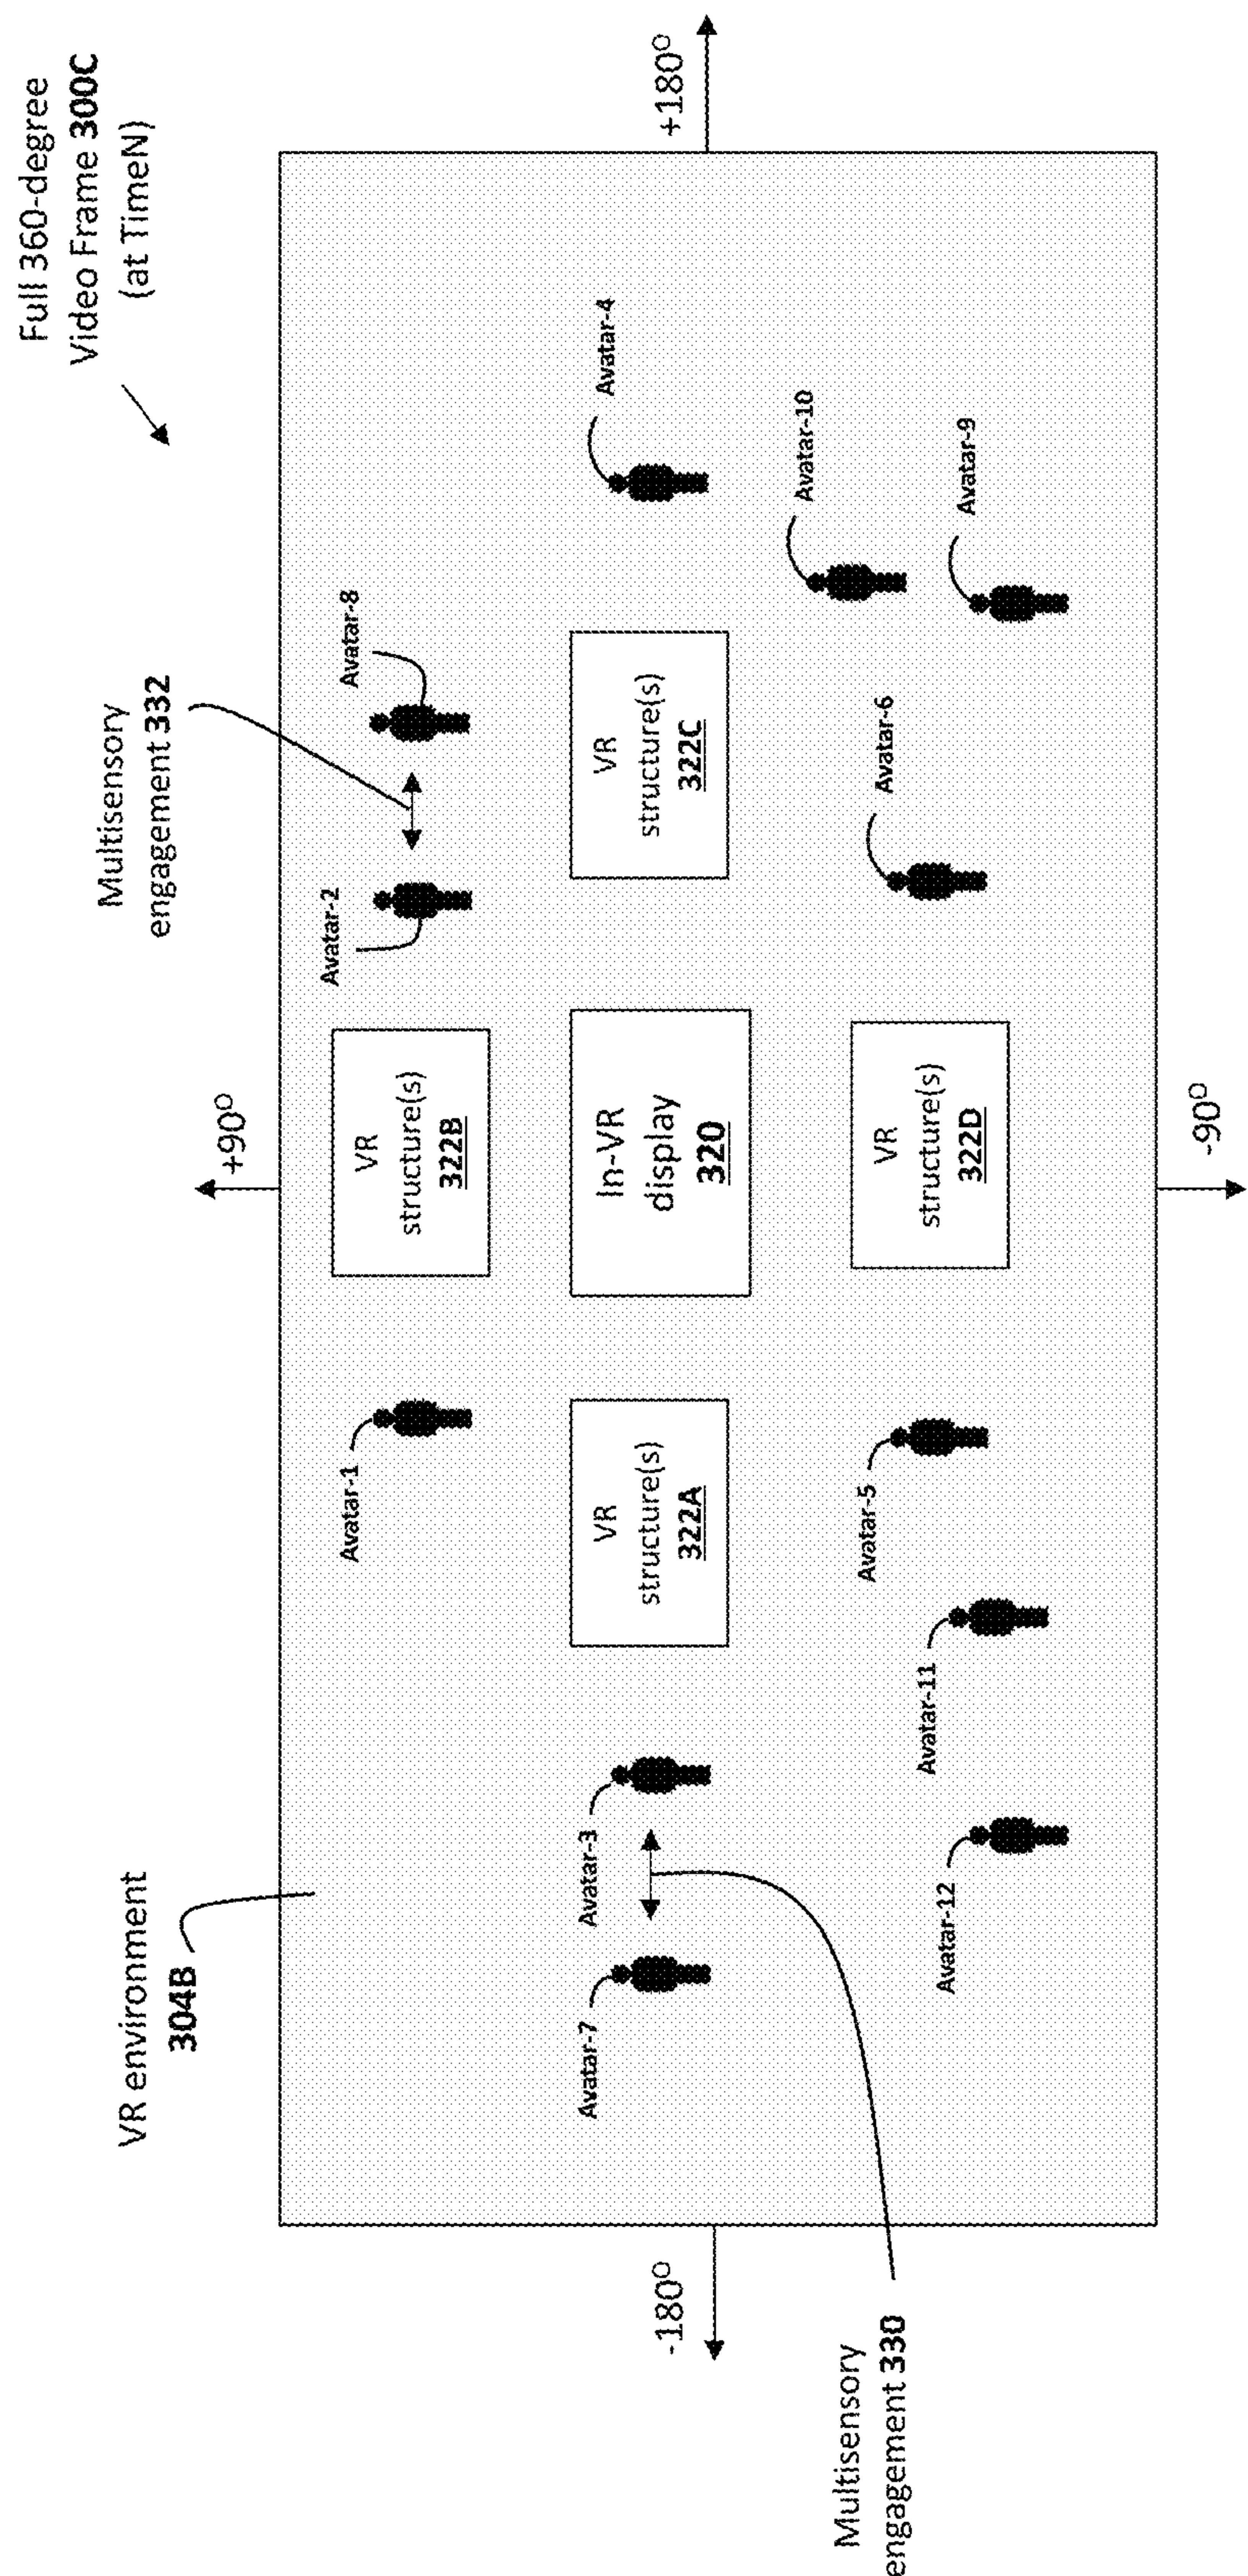 Full 360-degree
Video Frame 300C
(at TimeN)
VR environment
304B
Multisensory
engagement 332
+90°
Avatar-1
VR
structure(s)
322B
Avatar-2
Avatar-8
-180°
+180°
Avatar-7
Avatar-3
VR
structure(s)
322A
In-VR
display
320
VR
structure(s)
322C
Avatar-4
Avatar-10
Avatar-5
VR
structure(s)
322D
Avatar-6
Avatar-11
Avatar-12
Avatar-9
Multisensory
engagement 330
-90°